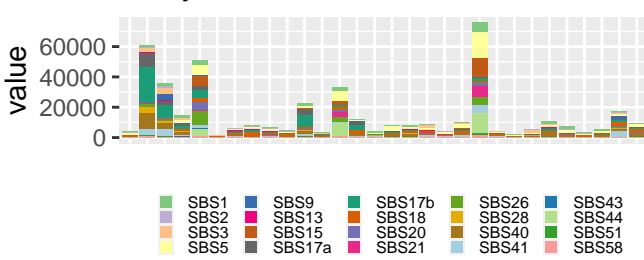 value
60000
40000
20000
0
SBS1 SBS9 SBS17b SBS26 SBS43
SBS2 SBS13 SBS18 SBS28 SBS44
SBS3 SBS15 SBS20 SBS40 SBS51
SBS5 SBS17a SBS21 SBS41 SBS58